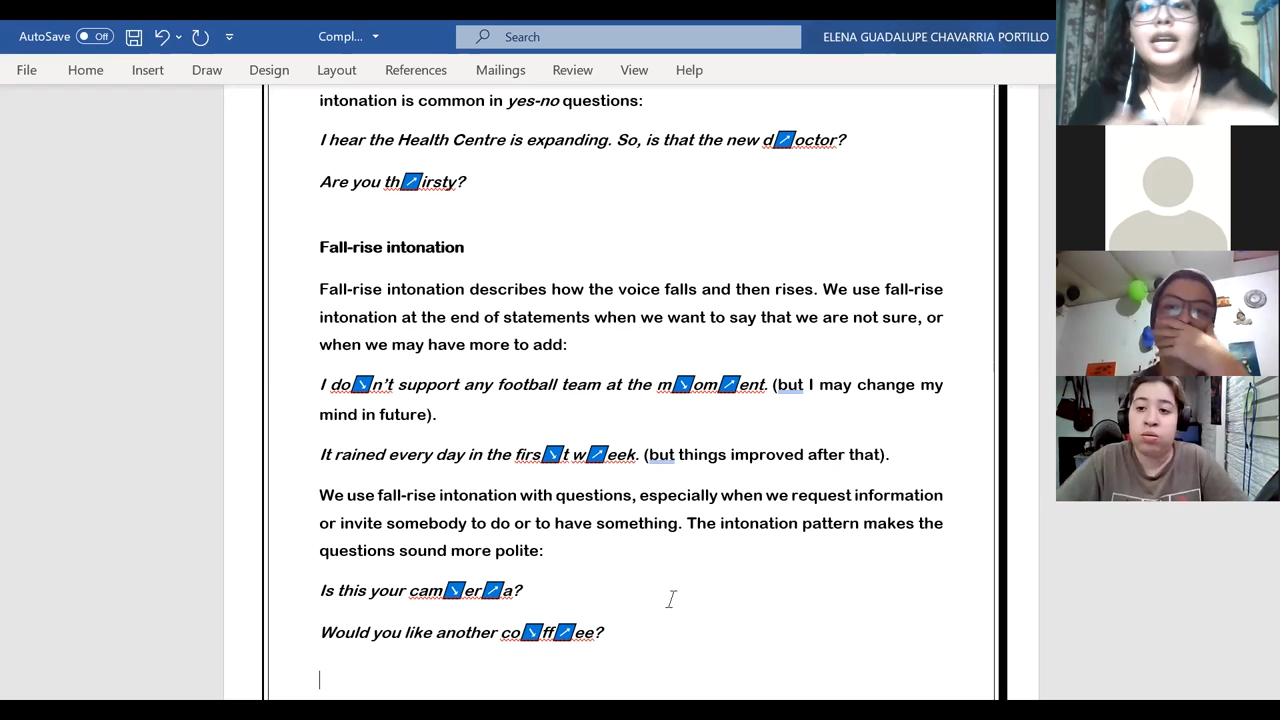 AutoSave Off Compl... Search ELENA GUADALUPE CHAVARRIA PORTILLO
File Home Insert Draw Design Layout References Mailings Review View Help
intonation is common in yes-no questions:
I hear the Health Centre is expanding. So, is that the new d↗octor?
Are you th↗irsty?
Fall-rise intonation
Fall-rise intonation describes how the voice falls and then rises. We use fall-rise
intonation at the end of statements when we want to say that we are not sure, or
when we may have more to add:
I do↘n’t support any football team at the m↘om↗ent. (but I may change my
mind in future).
It rained every day in the firs↘t w↗eek. (but things improved after that).
We use fall-rise intonation with questions, especially when we request information
or invite somebody to do or to have something. The intonation pattern makes the
questions sound more polite:
Is this your cam↘er↗a?
Would you like another co↘ff↗ee?